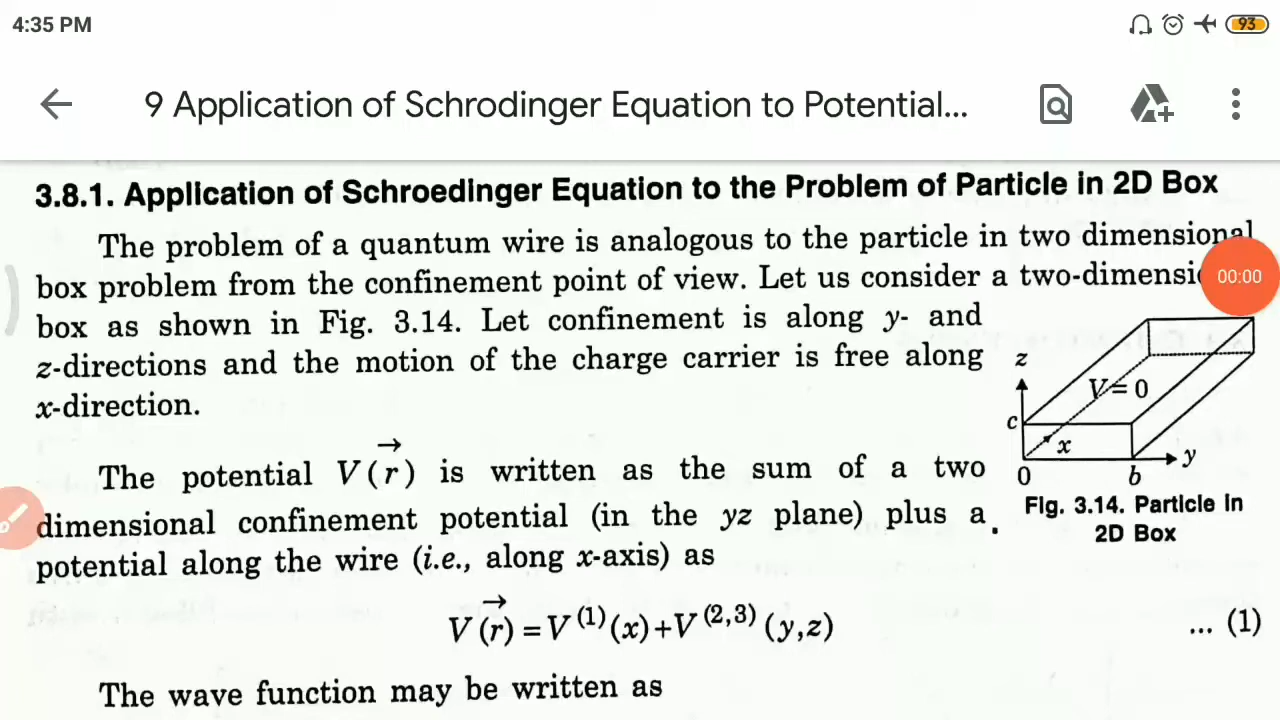 4:35 PM
93
9 Application of Schrodinger Equation to Potential...
3.8.1. Application of Schroedinger Equation to the Problem of Particle in 2D Box
The problem of a quantum wire is analogous to the particle in two dimensional
box problem from the confinement point of view. Let us consider a
00:00
box as shown in Fig. 3.14. Let confinement is along y- and
z-directions and the motion of the charge carrier is free along
x-direction.
z
V=0
c
x
y
0
b
Fig. 3.14. Particle in
2D Box
The potential V(r⃗) is written as the sum of a two
dimensional confinement potential (in the yz plane) plus a
potential along the wire (i.e., along x-axis) as
V(r⃗) = V⁽¹⁾(x)+V⁽²,³⁾(y,z) ... (1)
The wave function may be written as